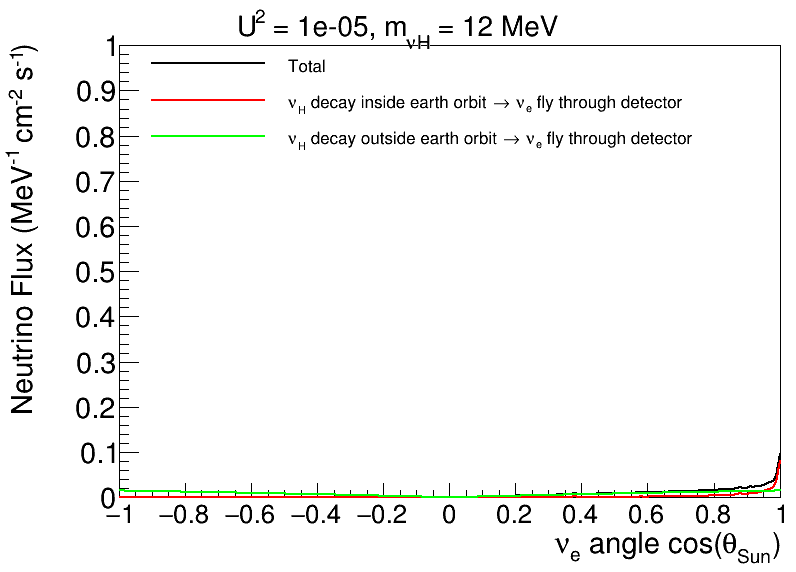 U² = 1e-05, m_νH = 12 MeV
Total
ν_H decay inside earth orbit → ν_e fly through detector
ν_H decay outside earth orbit → ν_e fly through detector
Neutrino Flux (MeV⁻¹ cm⁻² s⁻¹)
1
0.9
0.8
0.7
0.6
0.5
0.4
0.3
0.2
0.1
0
−1 −0.8 −0.6 −0.4 −0.2 0 0.2 0.4 0.6 0.8 1
ν_e angle cos(θ_Sun)